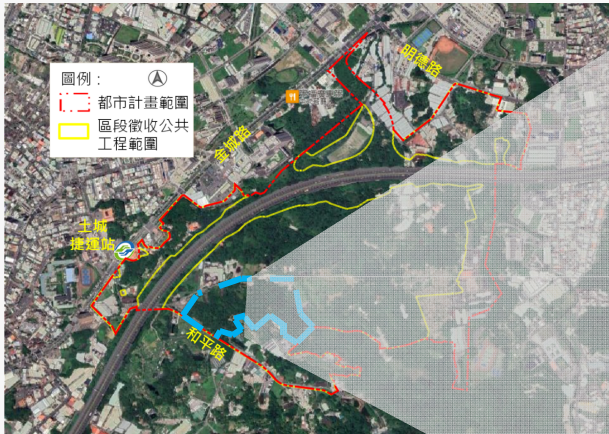 圖例：
都市計畫範圍
區段徵收公共
工程範圍
明德路
金城路
土城
捷運站
和平路